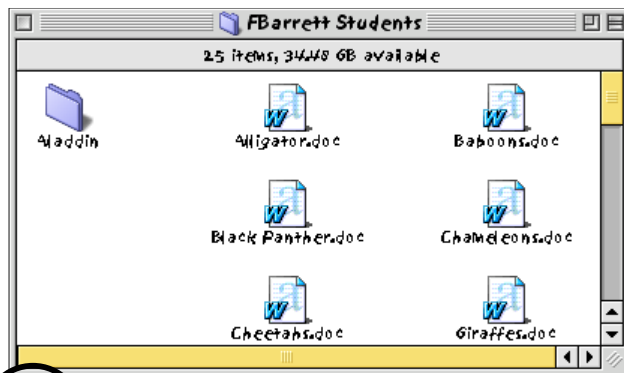 FBarrett Students
25 items, 34.48 GB available
Aladdin Alligator.doc Baboons.doc
Black Panther.doc Chameleons.doc
Cheetahs.doc Giraffes.doc